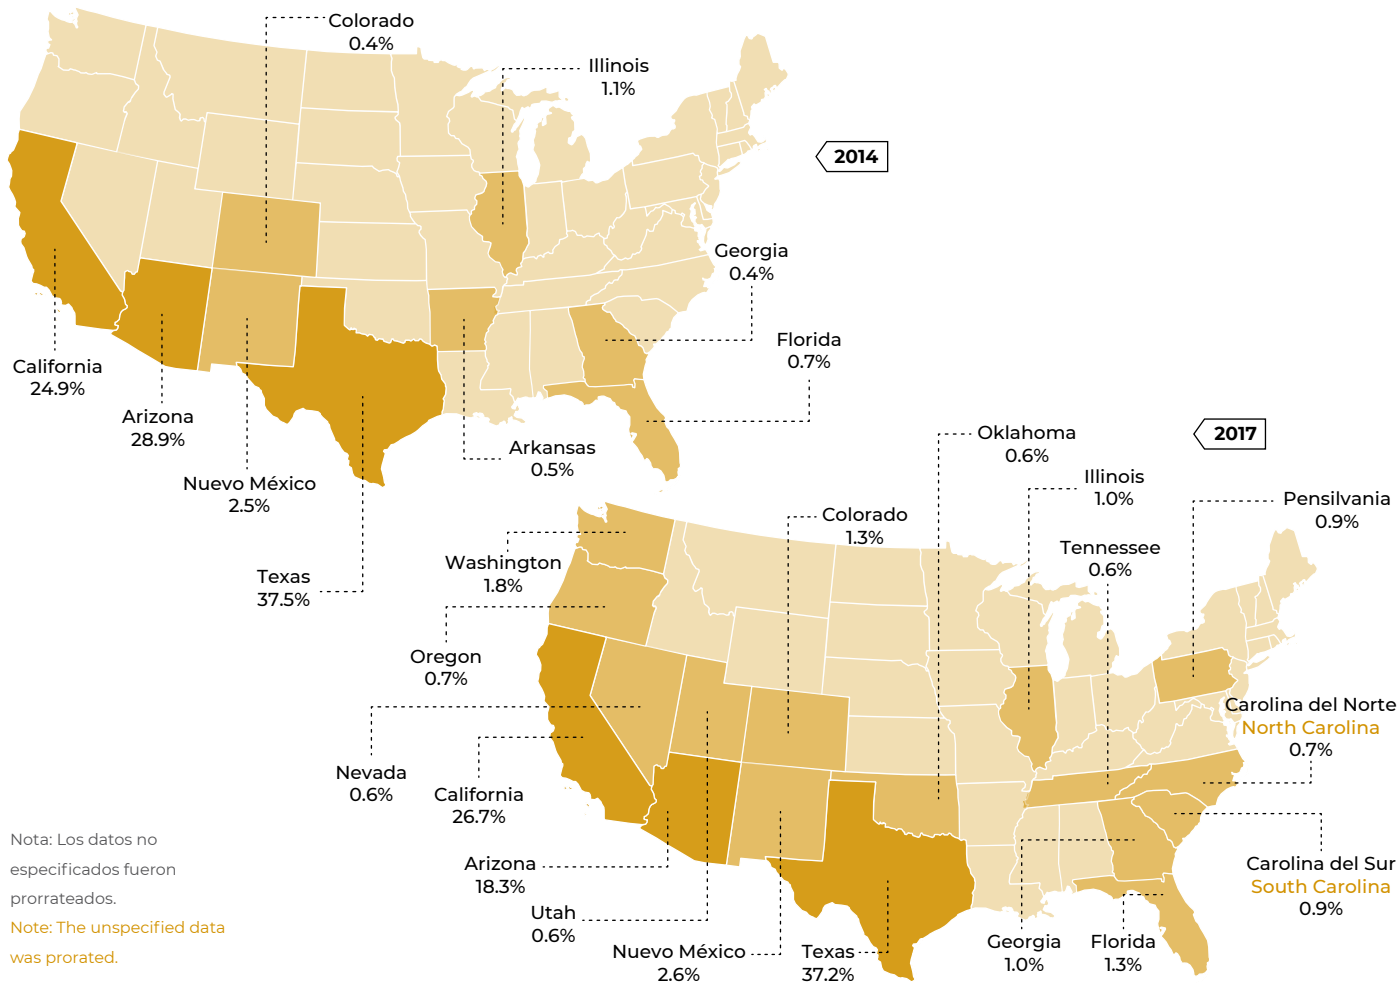 Colorado
0.4%
Illinois
1.1%
2014
Georgia
0.4%
Florida
0.7%
California
24.9%
Arizona
28.9%
Arkansas
0.5%
Nuevo México
2.5%
Texas
37.5%
2017
Oklahoma
0.6%
Illinois
1.0%
Pensilvania
0.9%
Colorado
1.3%
Tennessee
0.6%
Washington
1.8%
Oregon
0.7%
Carolina del Norte
North Carolina
0.7%
Nevada
0.6%
California
26.7%
Arizona
18.3%
Carolina del Sur
South Carolina
0.9%
Utah
0.6%
Nuevo México
2.6%
Texas
37.2%
Georgia
1.0%
Florida
1.3%
Nota: Los datos no
especificados fueron
prorrateados.
Note: The unspecified data
was prorated.